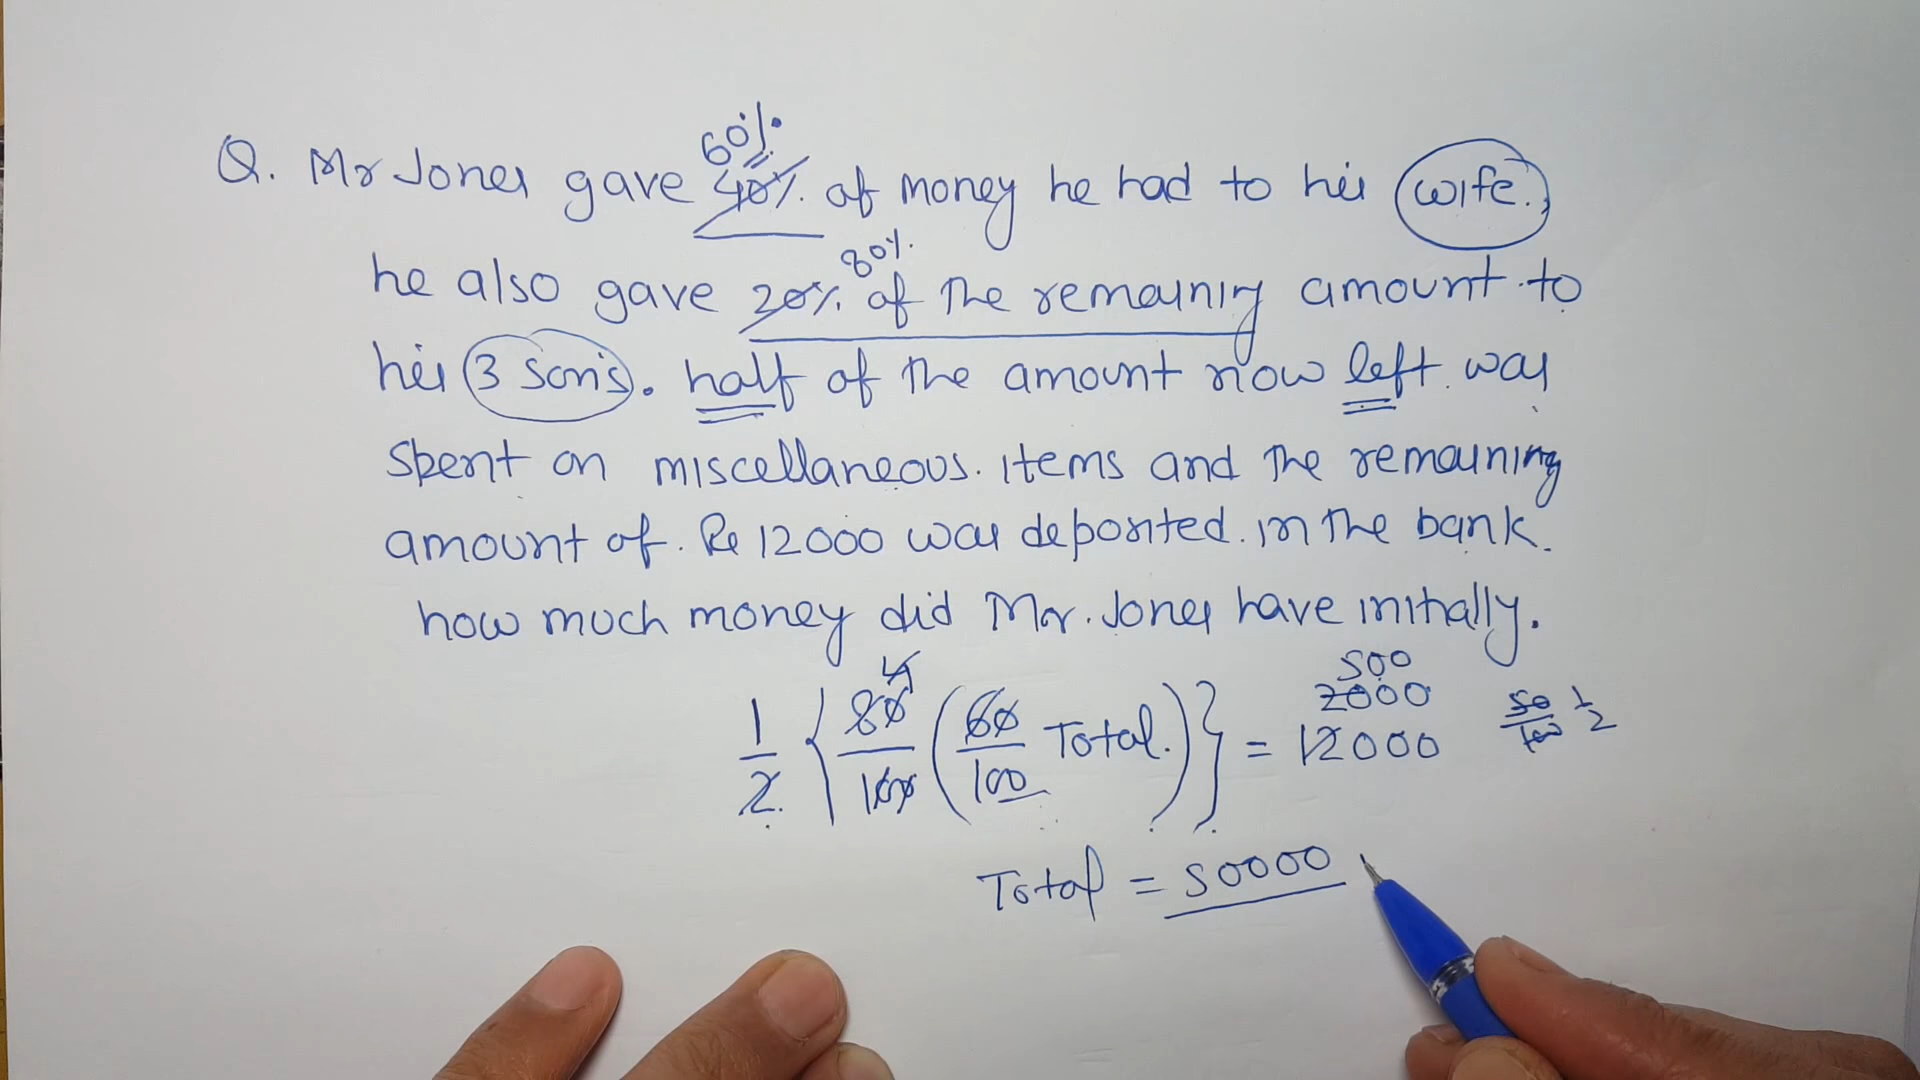 60%
Q. Mr Jones gave 40% of money he had to his wife.
80%
he also gave 20% of the remaining amount to
his 3 son's. half of the amount now left was
spent on miscellaneous items and the remaining
amount of Rs 12000 was deposited in the bank.
how much money did Mr. Jones have initially.
4 500
2000
1/2 { 80/100 ( 60/100 Total ) } = 12000 50/100 1/2
Total = 50000